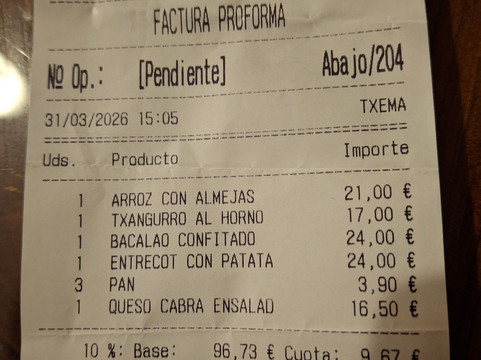 FACTURA PROFORMA
Nº Op.: [Pendiente] Abajo/204
31/03/2026 15:05 TXEMA
Uds. Producto Importe
1 ARROZ CON ALMEJAS 21,00 €
1 TXANGURRO AL HORNO 17,00 €
1 BACALAO CONFITADO 24,00 €
1 ENTRECOT CON PATATA 24,00 €
3 PAN 3,90 €
1 QUESO CABRA ENSALAD 16,50 €
10 %: Base: 96,73 € Cuota: 9,67 €